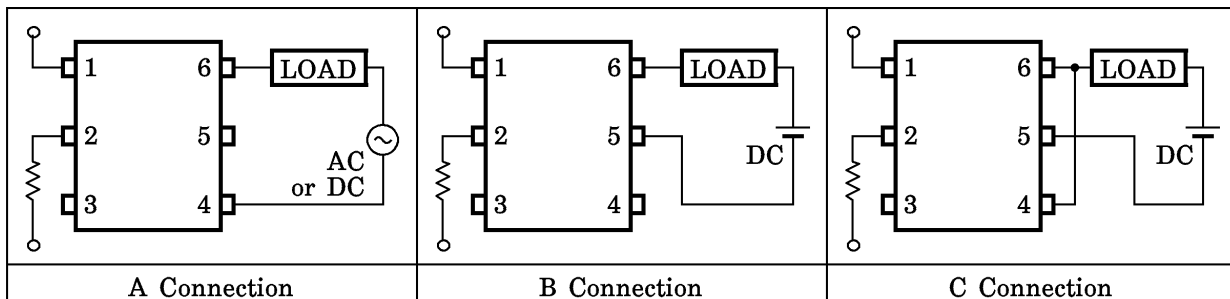 1 6 LOAD
2 5
AC
or DC
3 4
A Connection
1 6 LOAD
2 5
DC
3 4
B Connection
1 6 LOAD
2 5
DC
3 4
C Connection